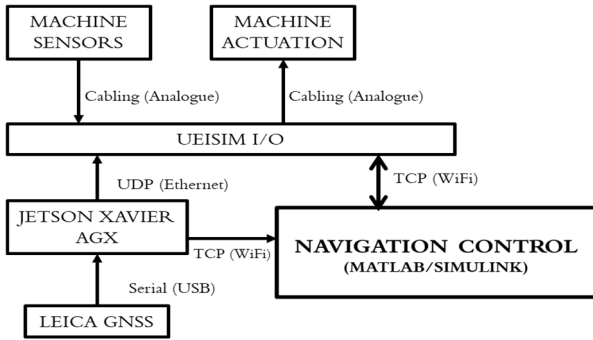 MACHINE
SENSORS
MACHINE
ACTUATION
Cabling (Analogue)
Cabling (Analogue)
UEISIM I/O
UDP (Ethernet)
TCP (WiFi)
JETSON XAVIER
AGX
TCP (WiFi)
NAVIGATION CONTROL
(MATLAB/SIMULINK)
Serial (USB)
LEICA GNSS